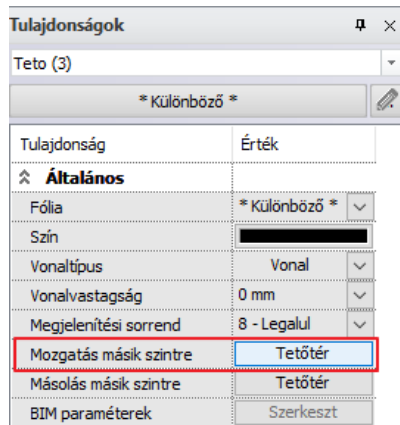 Tulajdonságok
Teto (3)
* Különböző *
Tulajdonság Érték
Általános
Fólia * Különböző *
Szín
Vonaltípus Vonal
Vonalvastagság 0 mm
Megjelenítési sorrend 8 - Legalul
Mozgatás másik szintre Tetőtér
Másolás másik szintre Tetőtér
BIM paraméterek Szerkeszt